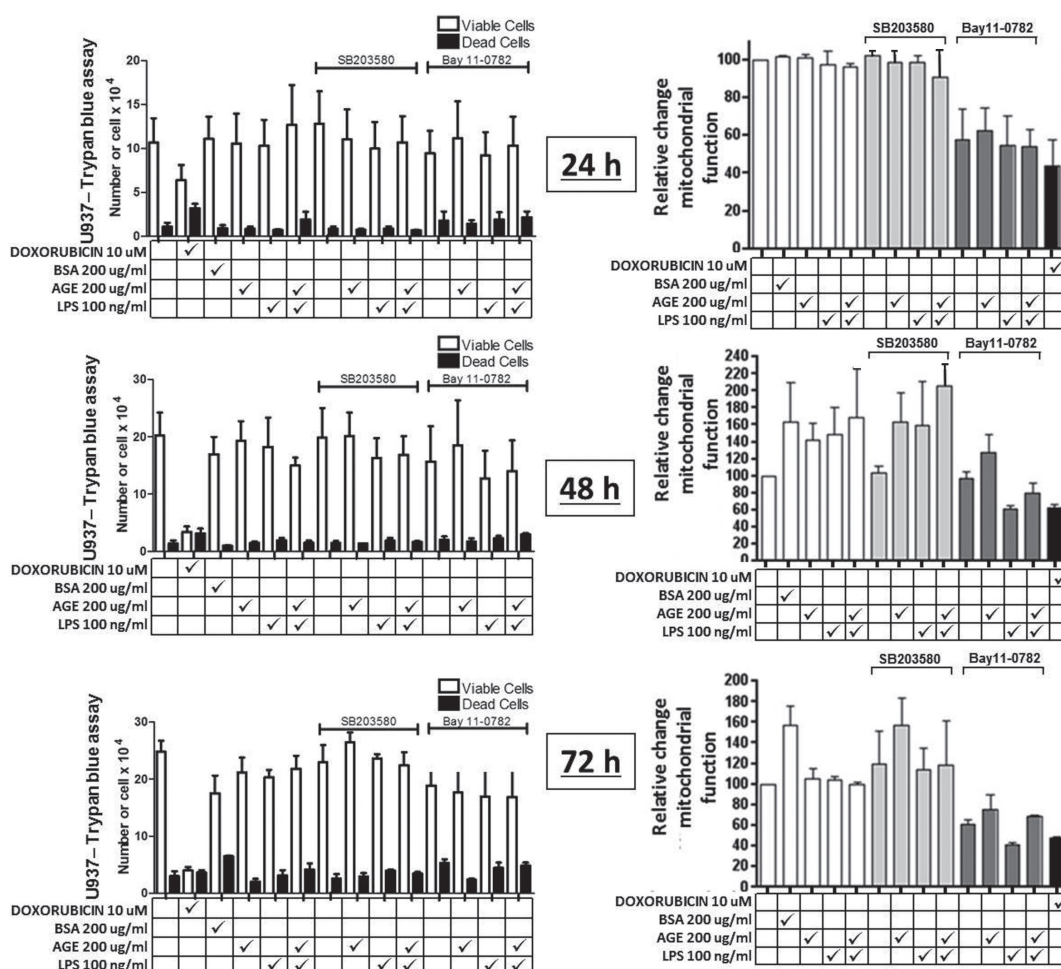 Viable Cells
Dead Cells
SB203580
Bay 11-0782
U937– Trypan blue assay
Number or cell x 10⁴
20
15
10
5
0
DOXORUBICIN 10 uM ✓
BSA 200 ug/ml ✓
AGE 200 ug/ml ✓ ✓ ✓ ✓ ✓ ✓
LPS 100 ng/ml ✓ ✓ ✓ ✓ ✓ ✓
24 h
SB203580
Bay11-0782
Relative change
mitochondrial
function
100
80
60
40
20
0
DOXORUBICIN 10 uM ✓
BSA 200 ug/ml ✓
AGE 200 ug/ml ✓ ✓ ✓ ✓ ✓ ✓
LPS 100 ng/ml ✓ ✓ ✓ ✓ ✓ ✓
Viable Cells
Dead Cells
SB203580
Bay 11-0782
U937– Trypan blue assay
Number or cell x 10⁴
30
20
10
0
DOXORUBICIN 10 uM ✓
BSA 200 ug/ml ✓
AGE 200 ug/ml ✓ ✓ ✓ ✓ ✓ ✓
LPS 100 ng/ml ✓ ✓ ✓ ✓ ✓ ✓
48 h
SB203580
Bay11-0782
Relative change
mitochondrial
function
240
220
200
180
160
140
120
100
80
60
40
20
0
DOXORUBICIN 10 uM ✓
BSA 200 ug/ml ✓
AGE 200 ug/ml ✓ ✓ ✓ ✓ ✓ ✓
LPS 100 ng/ml ✓ ✓ ✓ ✓ ✓ ✓
Viable Cells
Dead Cells
SB203580
Bay 11-0782
U937– Trypan blue assay
Number or cell x 10⁴
30
20
10
0
DOXORUBICIN 10 uM ✓
BSA 200 ug/ml ✓
AGE 200 ug/ml ✓ ✓ ✓ ✓ ✓ ✓
LPS 100 ng/ml ✓ ✓ ✓ ✓ ✓ ✓
72 h
SB203580
Bay11-0782
Relative change
mitochondrial
function
200
180
160
140
120
100
80
60
40
20
0
DOXORUBICIN 10 uM ✓
BSA 200 ug/ml ✓
AGE 200 ug/ml ✓ ✓ ✓ ✓ ✓ ✓
LPS 100 ng/ml ✓ ✓ ✓ ✓ ✓ ✓